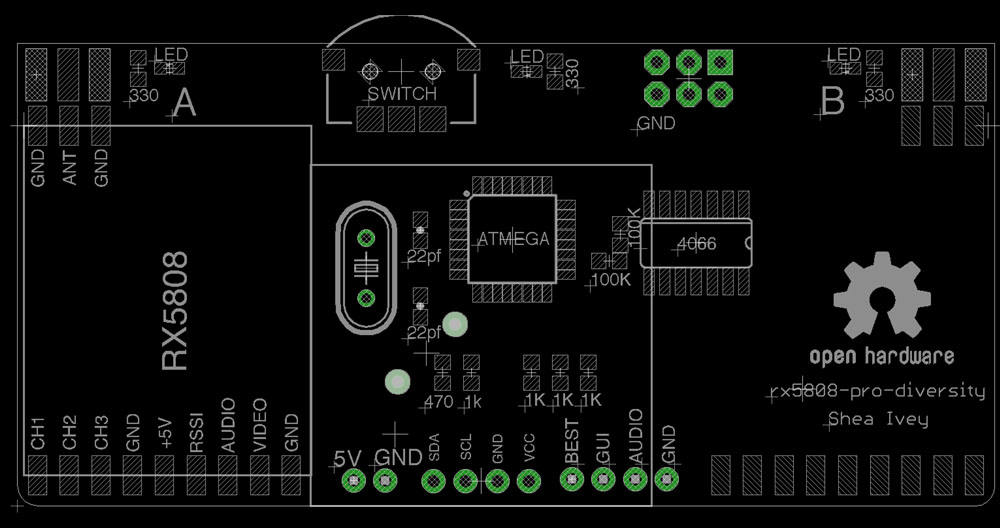 LED
330
A
SWITCH
LED
330
GND
LED
330
B
GND
ANT
GND
RX5808
22pf
22pf
ATMEGA
100K
100K
4066
470
1k
1K
1K
1K
open hardware
rx5808-pro-diversity
Shea Ivey
CH1
CH2
CH3
GND
+5V
RSSI
AUDIO
VIDEO
GND
5V
GND
SDA
SCL
GND
VCC
BEST
GUI
AUDIO
GND